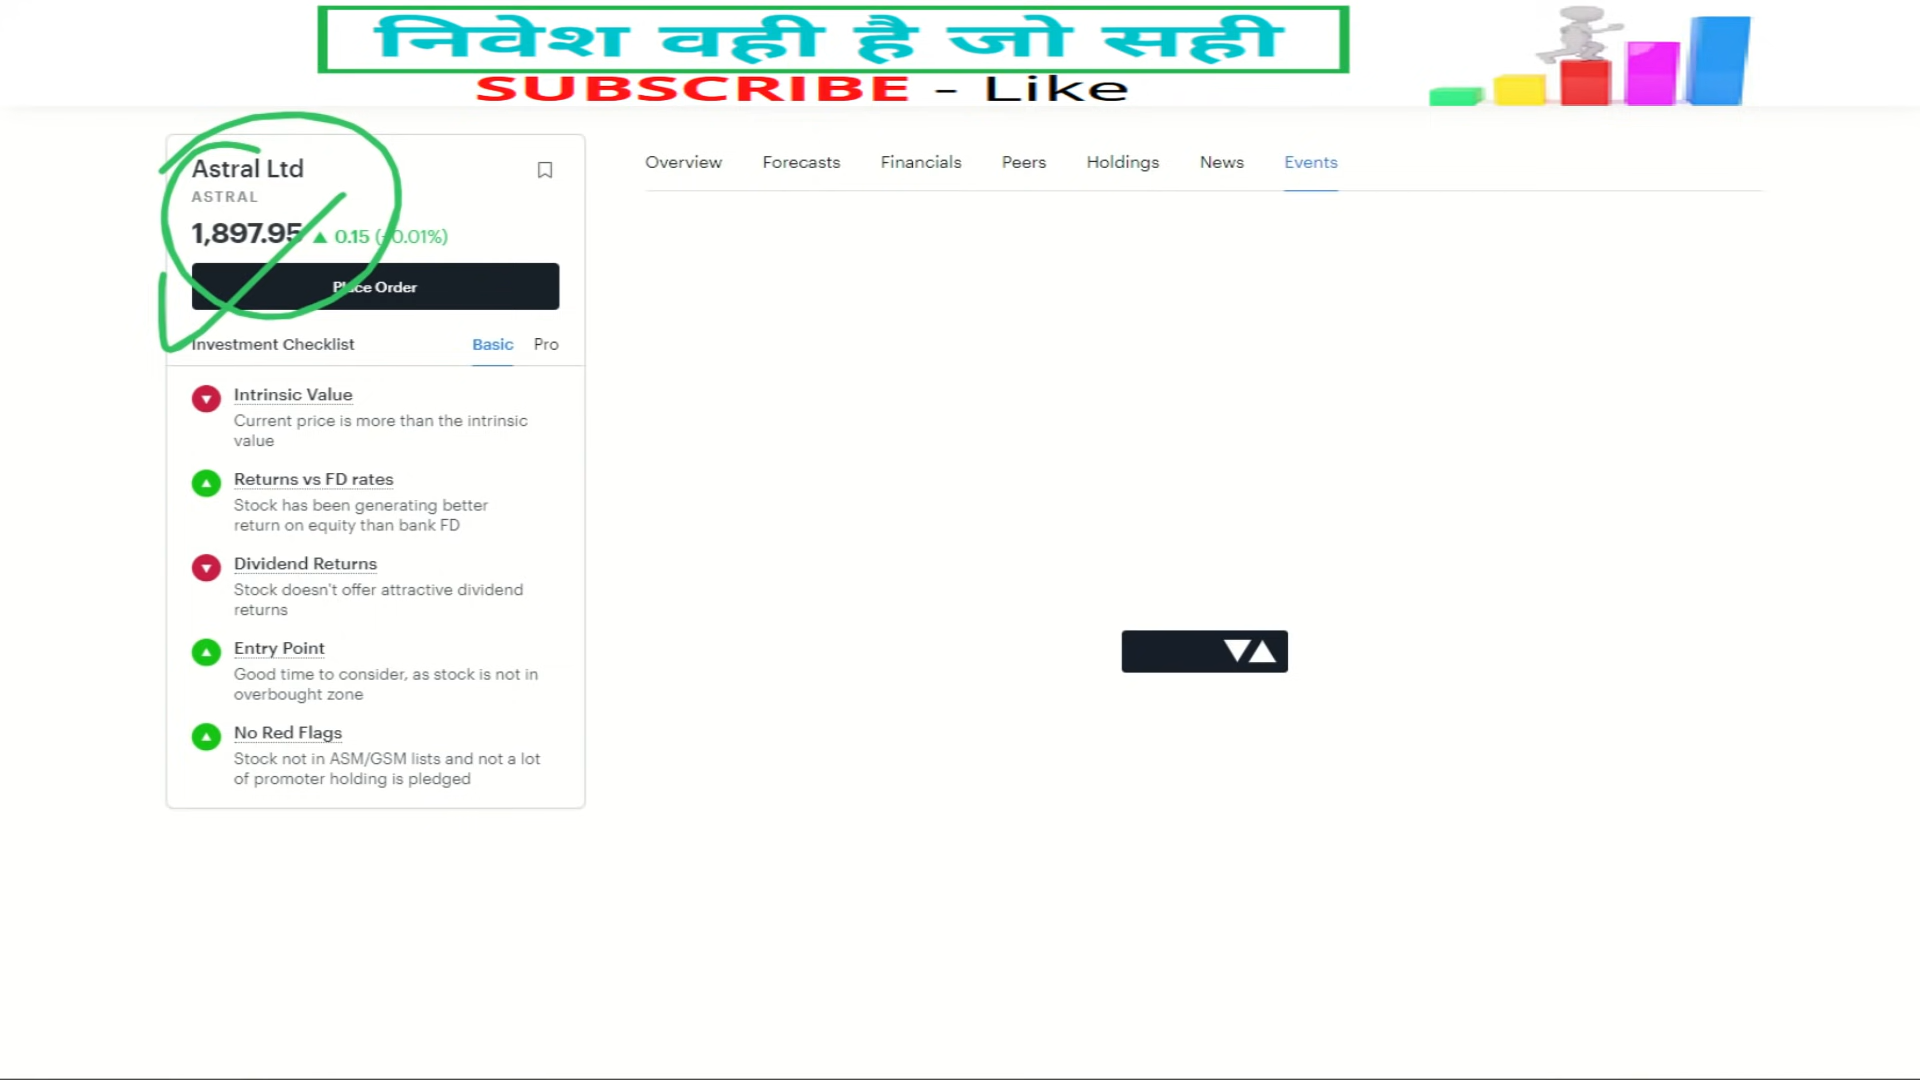 निवेश वही है जो सही
SUBSCRIBE - Like
Astral Ltd
ASTRAL
1,897.95 ▲ 0.15 (+0.01%)
Place Order
Investment Checklist Basic Pro
Intrinsic Value
Current price is more than the intrinsic
value
Returns vs FD rates
Stock has been generating better
return on equity than bank FD
Dividend Returns
Stock doesn't offer attractive dividend
returns
Entry Point
Good time to consider, as stock is not in
overbought zone
No Red Flags
Stock not in ASM/GSM lists and not a lot
of promoter holding is pledged
Overview Forecasts Financials Peers Holdings News Events